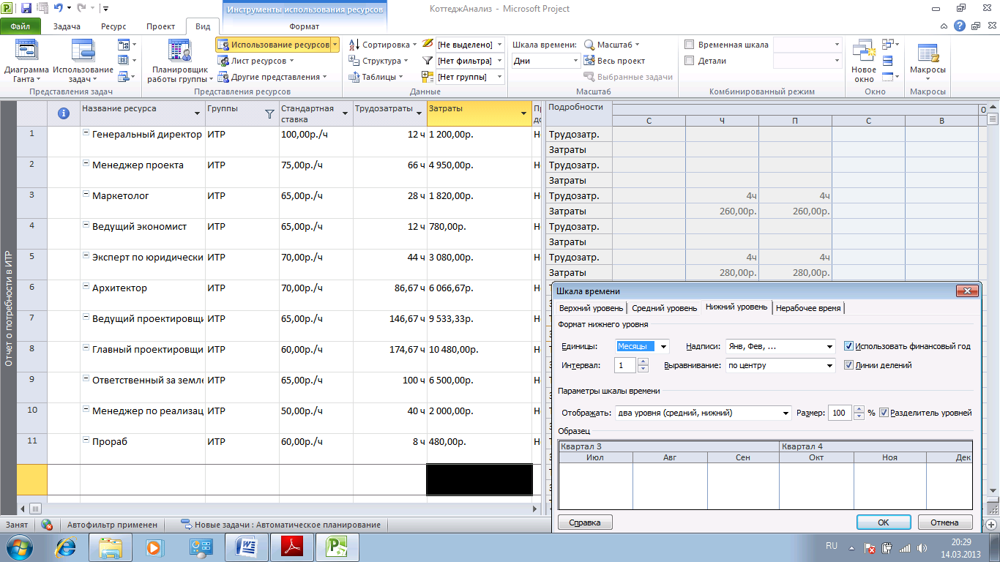 Инструменты использования ресурсов
КоттеджАнализ - Microsoft Project
Файл Задача Ресурс Проект Вид Формат
Диаграмма Ганта
Использование задач
Представления задач
Планировщик работы группы
Использование ресурсов
Лист ресурсов
Другие представления
Представления ресурсов
Сортировка
Структура
Таблицы
[Не выделено]
[Нет фильтра]
[Нет группы]
Данные
Шкала времени:
Дни
Масштаб
Весь проект
Выбранные задачи
Масштаб
Временная шкала
Детали
Комбинированный режим
Новое окно
Окно
Макросы
Макросы
Отчет о потребности в ИТР
Название ресурса Группы Стандартная ставка Трудозатраты Затраты
1 Генеральный директор ИТР 100,00р./ч 12 ч 1 200,00р.
2 Менеджер проекта ИТР 75,00р./ч 66 ч 4 950,00р.
3 Маркетолог ИТР 65,00р./ч 28 ч 1 820,00р.
4 Ведущий экономист ИТР 65,00р./ч 12 ч 780,00р.
5 Эксперт по юридически ИТР 70,00р./ч 44 ч 3 080,00р.
6 Архитектор ИТР 70,00р./ч 86,67 ч 6 066,67р.
7 Ведущий проектировщи ИТР 65,00р./ч 146,67 ч 9 533,33р.
8 Главный проектировщи ИТР 60,00р./ч 174,67 ч 10 480,00р.
9 Ответственный за земле ИТР 65,00р./ч 100 ч 6 500,00р.
10 Менеджер по реализац ИТР 50,00р./ч 40 ч 2 000,00р.
11 Прораб ИТР 60,00р./ч 8 ч 480,00р.
Подробности С Ч П С В
Трудозатр.
Затраты
Трудозатр.
Затраты
Трудозатр. 4ч 4ч
Затраты 260,00р. 260,00р.
Трудозатр.
Затраты
Трудозатр. 4ч 4ч
Затраты 280,00р. 280,00р.
Шкала времени
Верхний уровень Средний уровень Нижний уровень Нерабочее время
Формат нижнего уровня
Единицы: Месяцы Надписи: Янв, Фев, ... Использовать финансовый год
Интервал: 1 Выравнивание: по центру Линии делений
Параметры шкалы времени
Отображать: два уровня (средний, нижний) Размер: 100 % Разделитель уровней
Образец
Квартал 3 Квартал 4
Июл Авг Сен Окт Ноя Дек
Справка OK Отмена
Занят Автофильтр применен Новые задачи : Автоматическое планирование
RU 20:29
14.03.2013